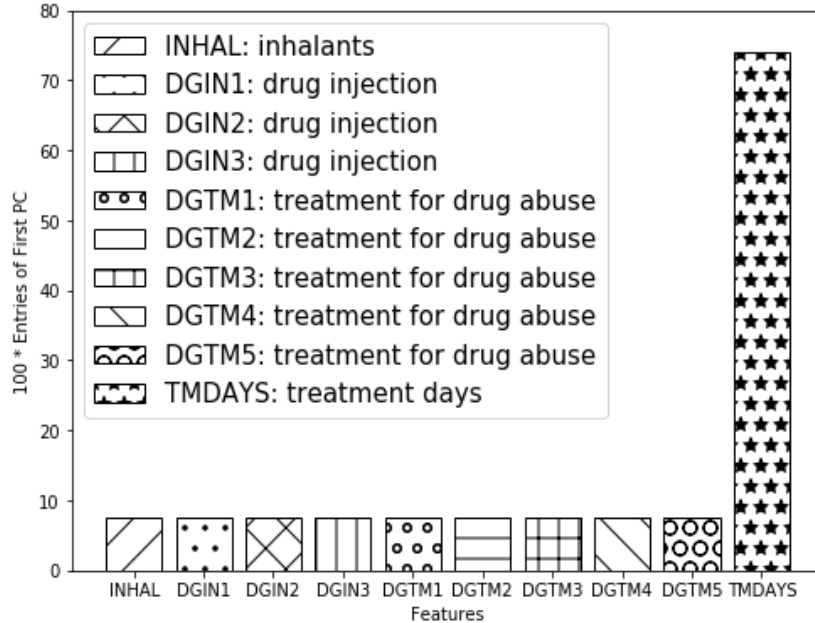 80
70
60
50
40
30
20
10
0
100 * Entries of First PC
INHAL: inhalants
DGIN1: drug injection
DGIN2: drug injection
DGIN3: drug injection
DGTM1: treatment for drug abuse
DGTM2: treatment for drug abuse
DGTM3: treatment for drug abuse
DGTM4: treatment for drug abuse
DGTM5: treatment for drug abuse
TMDAYS: treatment days
INHAL DGIN1 DGIN2 DGIN3 DGTM1 DGTM2 DGTM3 DGTM4 DGTM5 TMDAYS
Features